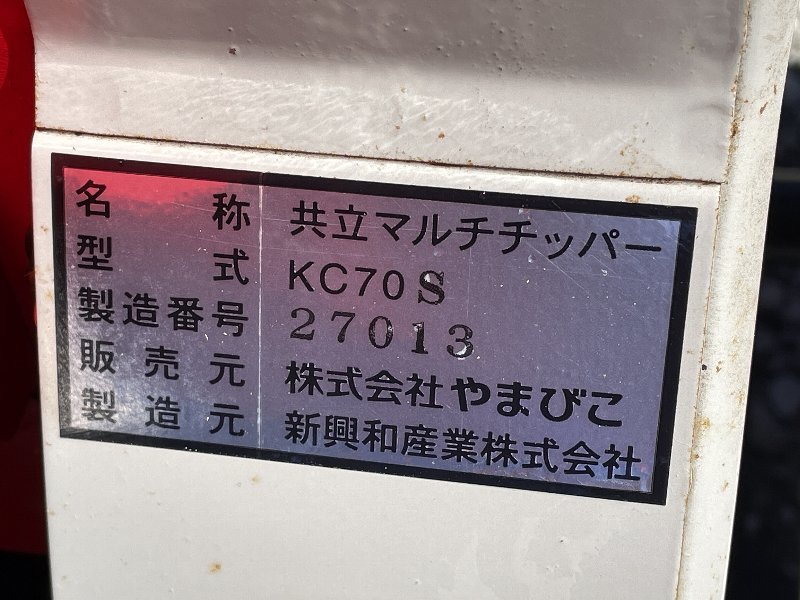 名称 共立マルチチッパー
型式 KC70S
製造番号 27013
販売元 株式会社やまびこ
製造元 新興和産業株式会社